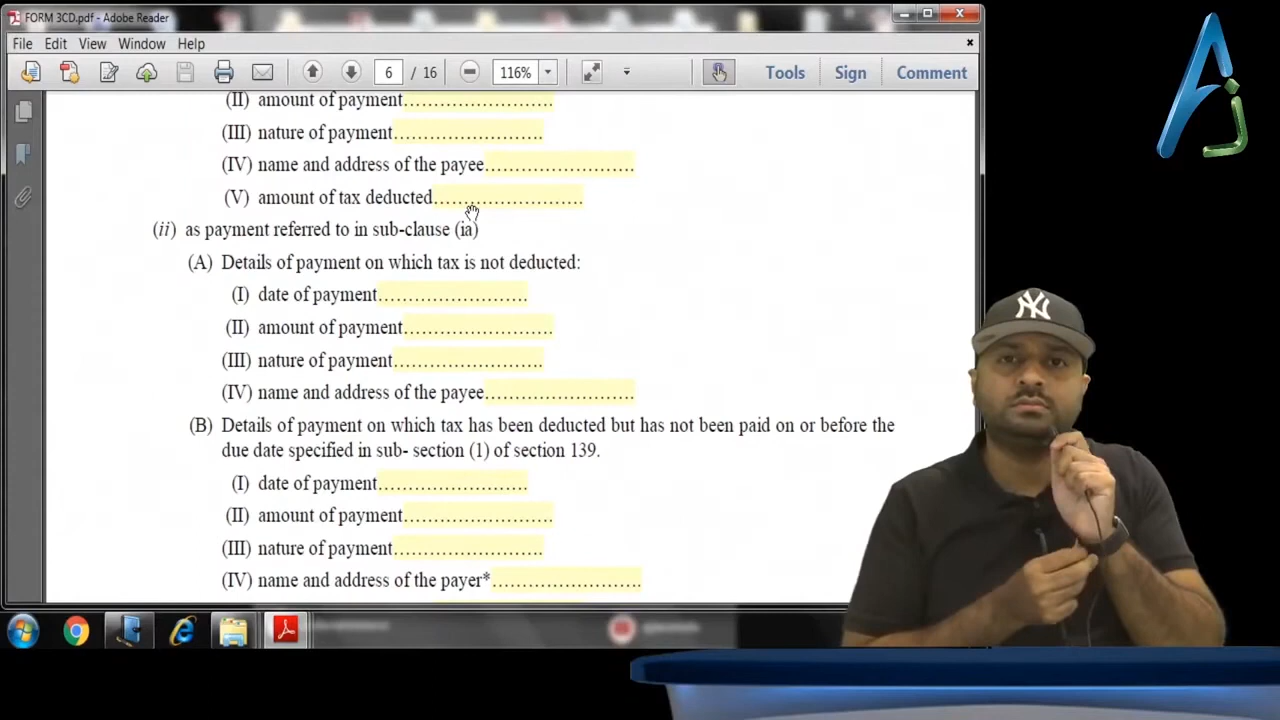 FORM 3CD.pdf - Adobe Reader
File Edit View Window Help
6 / 16 116% Tools Sign Comment
(II) amount of payment..............................
(III) nature of payment..............................
(IV) name and address of the payee..............................
(V) amount of tax deducted..............................
(ii) as payment referred to in sub-clause (ia)
(A) Details of payment on which tax is not deducted:
(I) date of payment..............................
(II) amount of payment..............................
(III) nature of payment..............................
(IV) name and address of the payee..............................
(B) Details of payment on which tax has been deducted but has not been paid on or before the
due date specified in sub- section (1) of section 139.
(I) date of payment..............................
(II) amount of payment..............................
(III) nature of payment..............................
(IV) name and address of the payer*..............................
NY
AJ